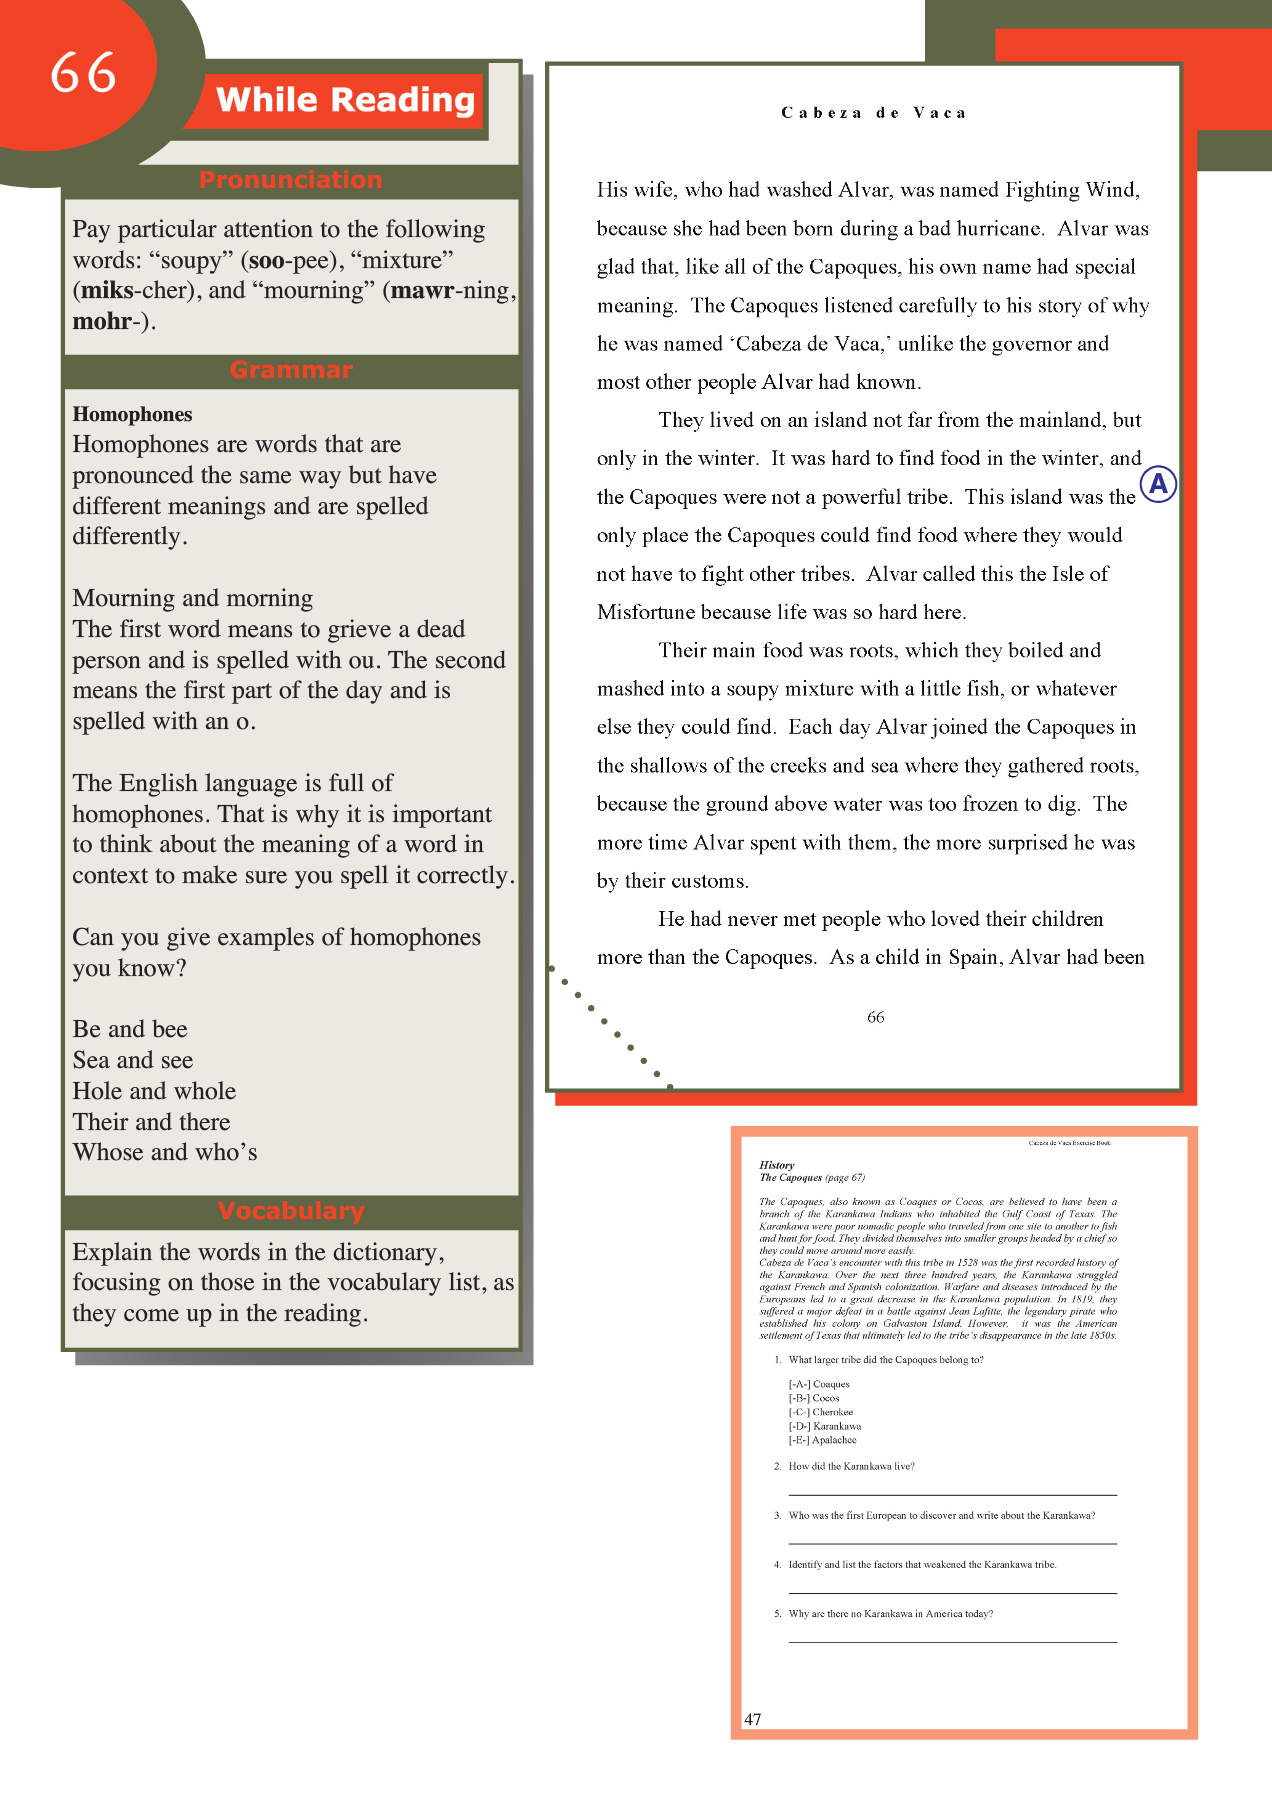 66
While Reading
Pronunciation
Pay particular attention to the following
words: “soupy” (soo-pee), “mixture”
(miks-cher), and “mourning” (mawr-ning,
mohr-).
Grammar
Homophones
Homophones are words that are
pronounced the same way but have
different meanings and are spelled
differently.
Mourning and morning
The first word means to grieve a dead
person and is spelled with ou. The second
means the first part of the day and is
spelled with an o.
The English language is full of
homophones. That is why it is important
to think about the meaning of a word in
context to make sure you spell it correctly.
Can you give examples of homophones
you know?
Be and bee
Sea and see
Hole and whole
Their and there
Whose and who’s
Vocabulary
Explain the words in the dictionary,
focusing on those in the vocabulary list, as
they come up in the reading.
Cabeza de Vaca
His wife, who had washed Alvar, was named Fighting Wind,
because she had been born during a bad hurricane. Alvar was
glad that, like all of the Capoques, his own name had special
meaning. The Capoques listened carefully to his story of why
he was named ‘Cabeza de Vaca,’ unlike the governor and
most other people Alvar had known.
They lived on an island not far from the mainland, but
only in the winter. It was hard to find food in the winter, and
the Capoques were not a powerful tribe. This island was the
A
only place the Capoques could find food where they would
not have to fight other tribes. Alvar called this the Isle of
Misfortune because life was so hard here.
Their main food was roots, which they boiled and
mashed into a soupy mixture with a little fish, or whatever
else they could find. Each day Alvar joined the Capoques in
the shallows of the creeks and sea where they gathered roots,
because the ground above water was too frozen to dig. The
more time Alvar spent with them, the more surprised he was
by their customs.
He had never met people who loved their children
more than the Capoques. As a child in Spain, Alvar had been
66
Cabeza de Vaca Exercise Book
History
The Capoques (page 67)
The Capoques, also known as Coaques or Cocos, are believed to have been a
branch of the Karankawa Indians who inhabited the Gulf Coast of Texas. The
Karankawa were poor nomadic people who traveled from one site to another to fish
and hunt for food. They divided themselves into smaller groups headed by a chief so
they could move around more easily.
Cabeza de Vaca’s encounter with this tribe in 1528 was the first recorded history of
the Karankawa. Over the next three hundred years, the Karankawa struggled
against French and Spanish colonization. Warfare and diseases introduced by the
Europeans led to a great decrease in the Karankawa population. In 1819, they
suffered a major defeat in a battle against Jean Lafitte, the legendary pirate who
established his colony on Galvaston Island. However, it was the American
settlement of Texas that ultimately led to the tribe’s disappearance in the late 1850s.
1. What larger tribe did the Capoques belong to?
[-A-] Coaques
[-B-] Cocos
[-C-] Cherokee
[-D-] Karankawa
[-E-] Apalachee
2. How did the Karankawa live?
3. Who was the first European to discover and write about the Karankawa?
4. Identify and list the factors that weakened the Karankawa tribe.
5. Why are there no Karankawa in America today?
47